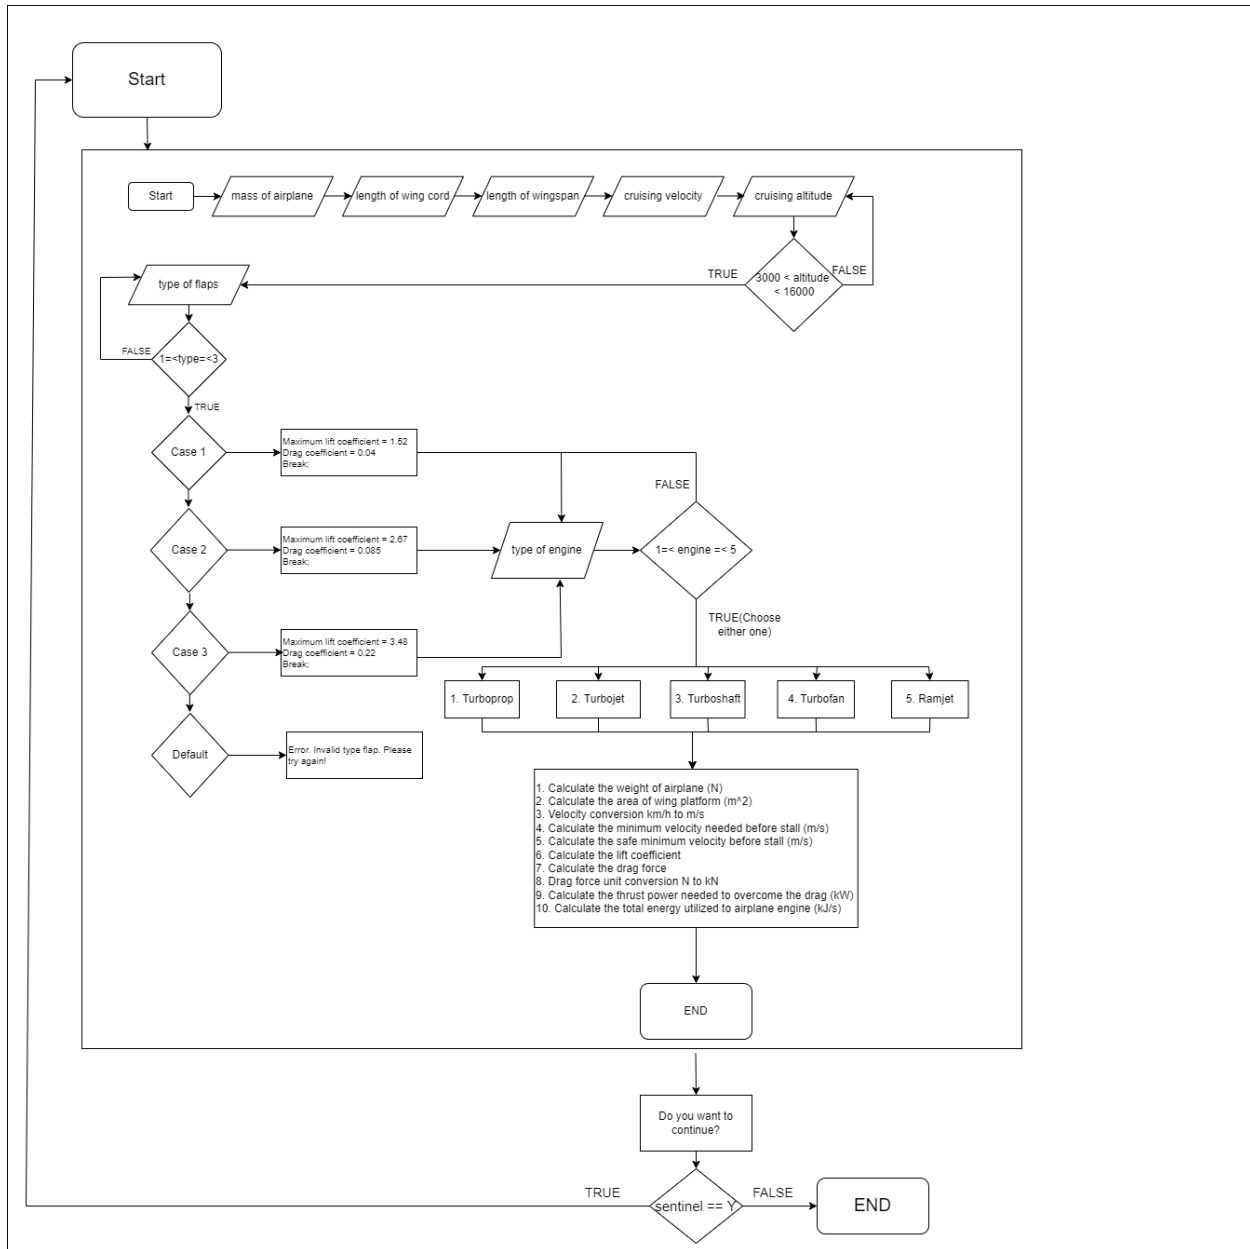 Start
Start
mass of airplane
length of wing cord
length of wingspan
cruising velocity
cruising altitude
3000 < altitude
< 16000
FALSE
TRUE
type of flaps
FALSE
1=<type=<3
TRUE
Case 1
Maximum lift coefficient = 1.52
Drag coefficient = 0.04
Break;
FALSE
Case 2
Maximum lift coefficient = 2.67
Drag coefficient = 0.085
Break;
type of engine
1=< engine =< 5
TRUE(Choose
either one)
Case 3
Maximum lift coefficient = 3.48
Drag coefficient = 0.22
Break;
1. Turboprop
2. Turbojet
3. Turboshaft
4. Turbofan
5. Ramjet
Default
Error. Invalid type flap. Please
try again!
1. Calculate the weight of airplane (N)
2. Calculate the area of wing platform (m^2)
3. Velocity conversion km/h to m/s
4. Calculate the minimum velocity needed before stall (m/s)
5. Calculate the safe minimum velocity before stall (m/s)
6. Calculate the lift coefficient
7. Calculate the drag force
8. Drag force unit conversion N to kN
9. Calculate the thrust power needed to overcome the drag (kW)
10. Calculate the total energy utilized to airplane engine (kJ/s)
END
Do you want to
continue?
TRUE
sentinel == Y
FALSE
END